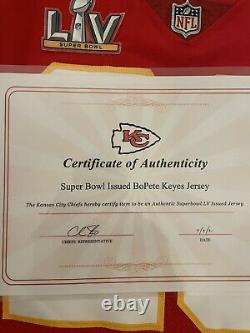 LV
SUPER BOWL
NFL
KC
Certificate of Authenticity
Super Bowl Issued BoPete Keyes Jersey
The Kansas City Chiefs hereby certify item to be an Authentic Superbowl LV Issued Jersey
CHIEFS REPRESENTATIVE
DATE